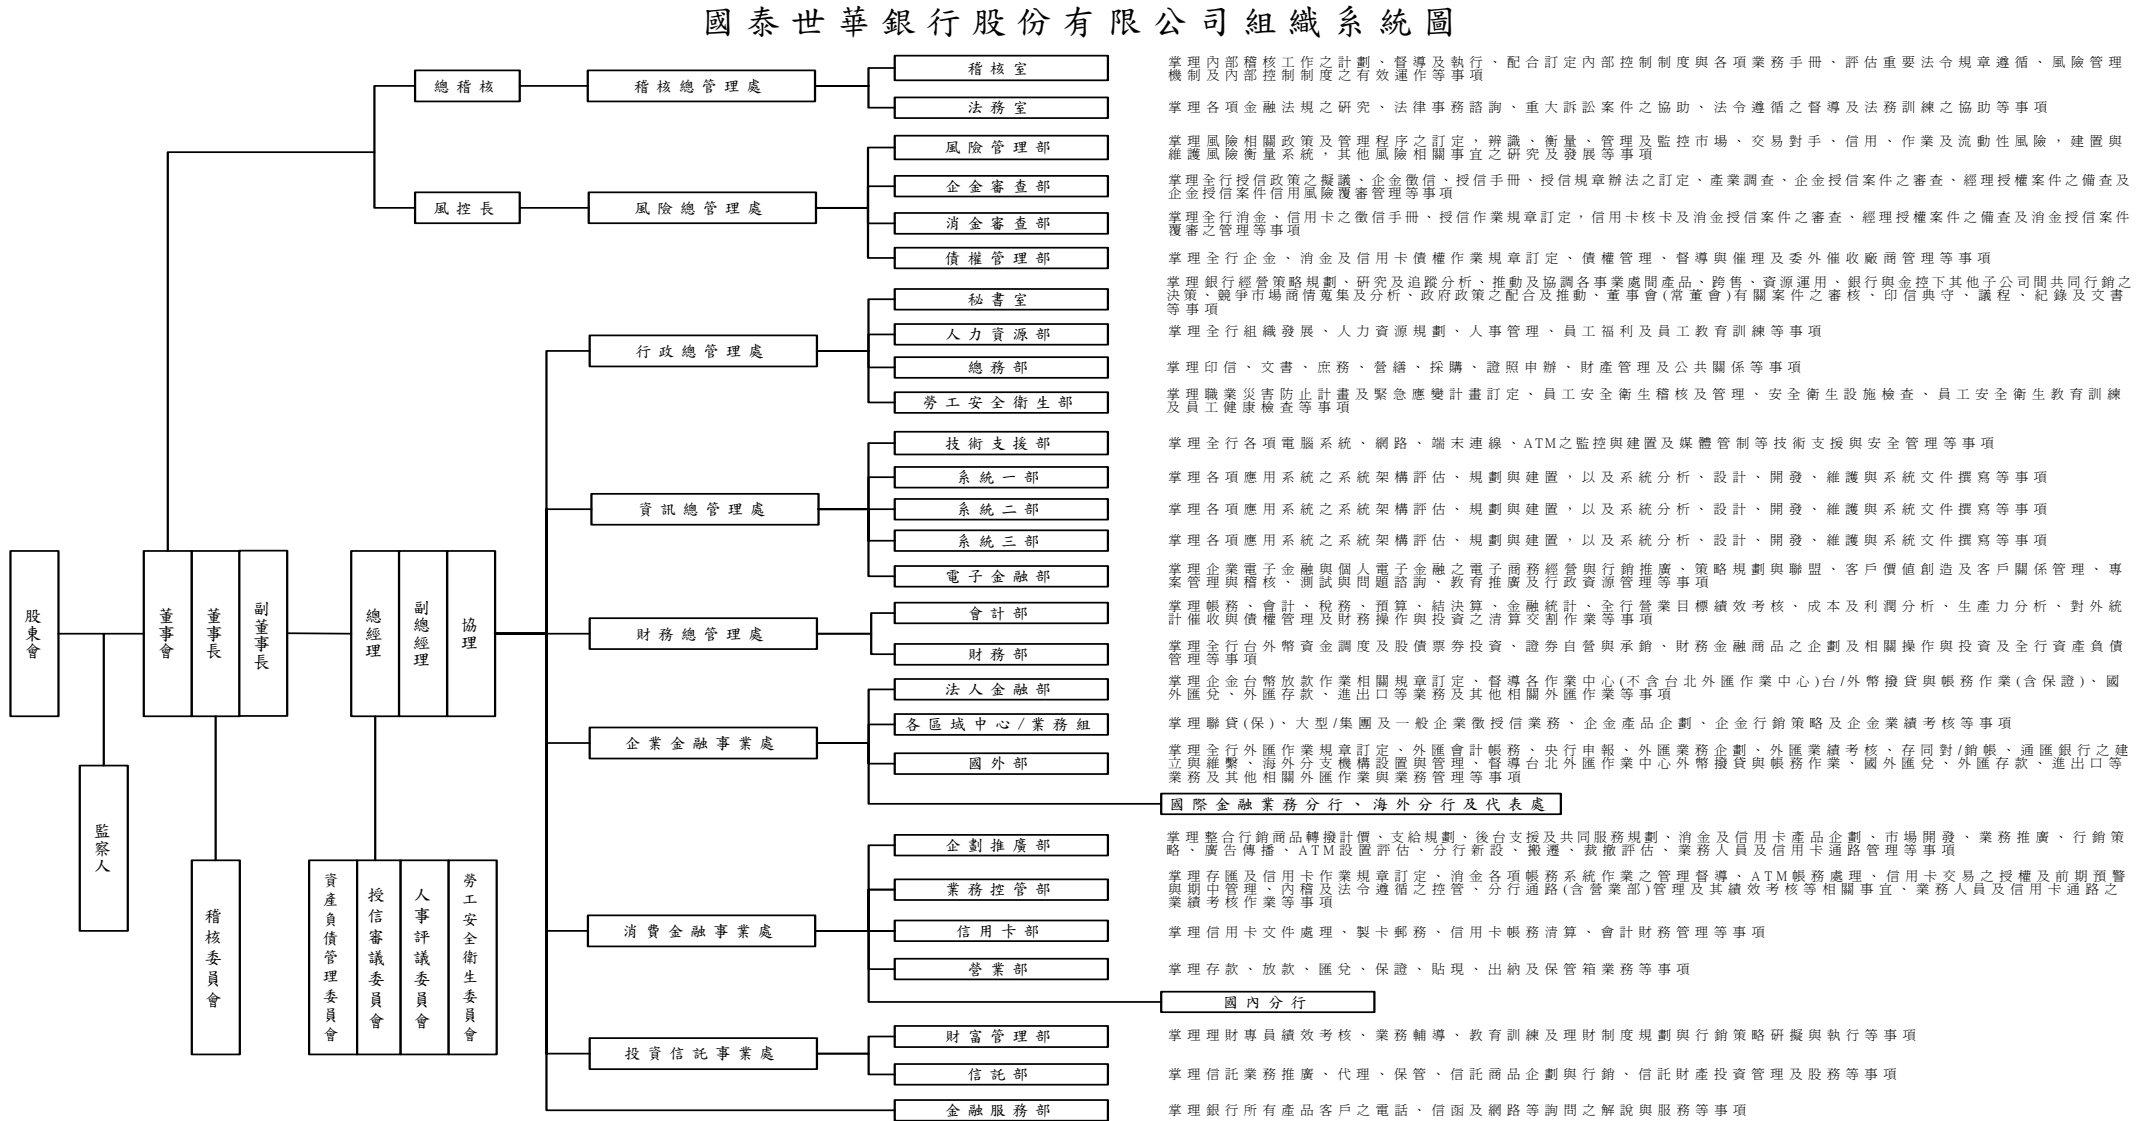 國泰世華銀行股份有限公司組織系統圖
總稽核
稽核總管理處
稽核室
掌理內部稽核工作之計劃、督導及執行、配合訂定內部控制制度與各項業務手冊、評估重要法令規章遵循、風險管理
機制及內部控制制度之有效運作等事項
法務室
掌理各項金融法規之研究、法律事務諮詢、重大訴訟案件之協助、法令遵循之督導及法務訓練之協助等事項
風控長
風險總管理處
風險管理部
掌理風險相關政策及管理程序之訂定，辨識、衡量、管理及監控市場、交易對手、信用、作業及流動性風險，建置與
維護風險衡量系統，其他風險相關事宜之研究及發展等事項
企金審查部
掌理全行授信政策之擬議、企金徵信、授信手冊、授信規章辦法之訂定、產業調查、企金授信案件之審查、經理授權案件之備查及
企金授信案件信用風險覆審管理等事項
消金審查部
掌理全行消金、信用卡之徵信手冊、授信作業規章訂定，信用卡核卡及消金授信案件之審查、經理授權案件之備查及消金授信案件
覆審之管理等事項
債權管理部
掌理全行企金、消金及信用卡債權作業規章訂定、債權管理、督導與催理及委外催收廠商管理等事項
行政總管理處
秘書室
掌理銀行經營策略規劃、研究及追蹤分析、推動及協調各事業處間產品、跨售、資源運用、銀行與金控下其他子公司間共同行銷之
決策、競爭市場商情蒐集及分析、政府政策之配合及推動、董事會(常董會)有關案件之審核、印信典守、議程、紀錄及文書
等事項
人力資源部
掌理全行組織發展、人力資源規劃、人事管理、員工福利及員工教育訓練等事項
總務部
掌理印信、文書、庶務、營繕、採購、證照申辦、財產管理及公共關係等事項
勞工安全衛生部
掌理職業災害防止計畫及緊急應變計畫訂定、員工安全衛生稽核及管理、安全衛生設施檢查、員工安全衛生教育訓練
及員工健康檢查等事項
資訊總管理處
技術支援部
掌理全行各項電腦系統、網路、端末連線、ATM之監控與建置及媒體管制等技術支援與安全管理等事項
系統一部
掌理各項應用系統之系統架構評估、規劃與建置，以及系統分析、設計、開發、維護與系統文件撰寫等事項
系統二部
掌理各項應用系統之系統架構評估、規劃與建置，以及系統分析、設計、開發、維護與系統文件撰寫等事項
系統三部
掌理各項應用系統之系統架構評估、規劃與建置，以及系統分析、設計、開發、維護與系統文件撰寫等事項
電子金融部
掌理企業電子金融與個人電子金融之電子商務經營與行銷推廣、策略規劃與聯盟、客戶價值創造及客戶關係管理、專
案管理與稽核、測試與問題諮詢、教育推廣及行政資源管理等事項
股東會
董事會
董事長
副董事長
總經理
副總經理
協理
財務總管理處
會計部
掌理帳務、會計、稅務、預算、結決算、金融統計、全行營業目標績效考核、成本及利潤分析、生產力分析、對外統
計催收與債權管理及財務操作與投資之清算交割作業等事項
財務部
掌理全行台外幣資金調度及股債票券投資、證券自營與承銷、財務金融商品之企劃及相關操作與投資及全行資產負債
管理等事項
企業金融事業處
法人金融部
掌理企金台幣放款作業相關規章訂定、督導各作業中心(不含台北外匯作業中心)台/外幣撥貸與帳務作業(含保證)、國
外匯兌、外匯存款、進出口等業務及其他相關外匯作業等事項
各區域中心/業務組
掌理聯貸(保)、大型/集團及一般企業徵授信業務、企金產品企劃、企金行銷策略及企金業績考核等事項
國外部
掌理全行外匯作業規章訂定、外匯會計帳務、央行申報、外匯業務企劃、外匯業績考核、存同對/銷帳、通匯銀行之建
立與維繫、海外分支機構設置與管理、督導台北外匯作業中心外幣撥貸與帳務作業、國外匯兌、外匯存款、進出口等
業務及其他相關外匯作業與業務管理等事項
國際金融業務分行、海外分行及代表處
監察人
稽核委員會
資產負債管理委員會
授信審議委員會
人事評議委員會
勞工安全衛生委員會
消費金融事業處
企劃推廣部
掌理整合行銷商品轉撥計價、支給規劃、後台支援及共同服務規劃、消金及信用卡產品企劃、市場開發、業務推廣、行銷策
略、廣告傳播、ATM設置評估、分行新設、搬遷、裁撤評估、業務人員及信用卡通路管理等事項
業務控管部
掌理存匯及信用卡作業規章訂定、消金各項帳務系統作業之管理督導、ATM帳務處理、信用卡交易之授權及前期預警
與期中管理、內稽及法令遵循之控管、分行通路(含營業部)管理及其績效考核等相關事宜、業務人員及信用卡通路之
業績考核作業等事項
信用卡部
掌理信用卡文件處理、製卡郵務、信用卡帳務清算、會計財務管理等事項
營業部
掌理存款、放款、匯兌、保證、貼現、出納及保管箱業務等事項
國內分行
投資信託事業處
財富管理部
掌理理財專員績效考核、業務輔導、教育訓練及理財制度規劃與行銷策略研擬與執行等事項
信託部
掌理信託業務推廣、代理、保管、信託商品企劃與行銷、信託財產投資管理及股務等事項
金融服務部
掌理銀行所有產品客戶之電話、信函及網路等詢問之解說與服務等事項